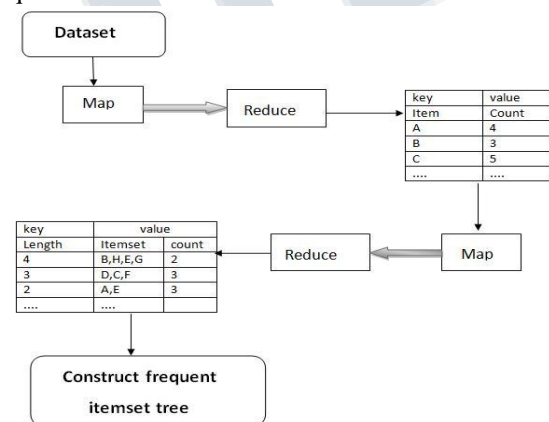 Dataset
Map
Reduce
key value
Item Count
A 4
B 3
C 5
.... ....
Map
Reduce
key value
Length Itemset count
4 B,H,E,G 2
3 D,C,F 3
2 A,E 3
.... ....
Construct frequent
itemset tree